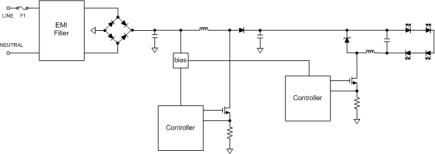 LINE F1
EMI
Filter
NEUTRAL
bias
Controller
Controller